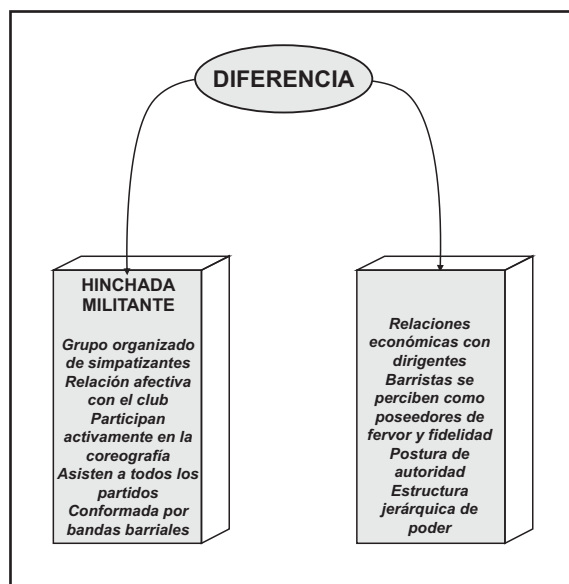 DIFERENCIA
HINCHADA
MILITANTE
Grupo organizado
de simpatizantes
Relación afectiva
con el club
Participan
activamente en la
coreografía
Asisten a todos los
partidos
Conformada por
bandas barriales
Relaciones
económicas con
dirigentes
Barristas se
perciben como
poseedores de
fervor y fidelidad
Postura de
autoridad
Estructura
jerárquica de
poder